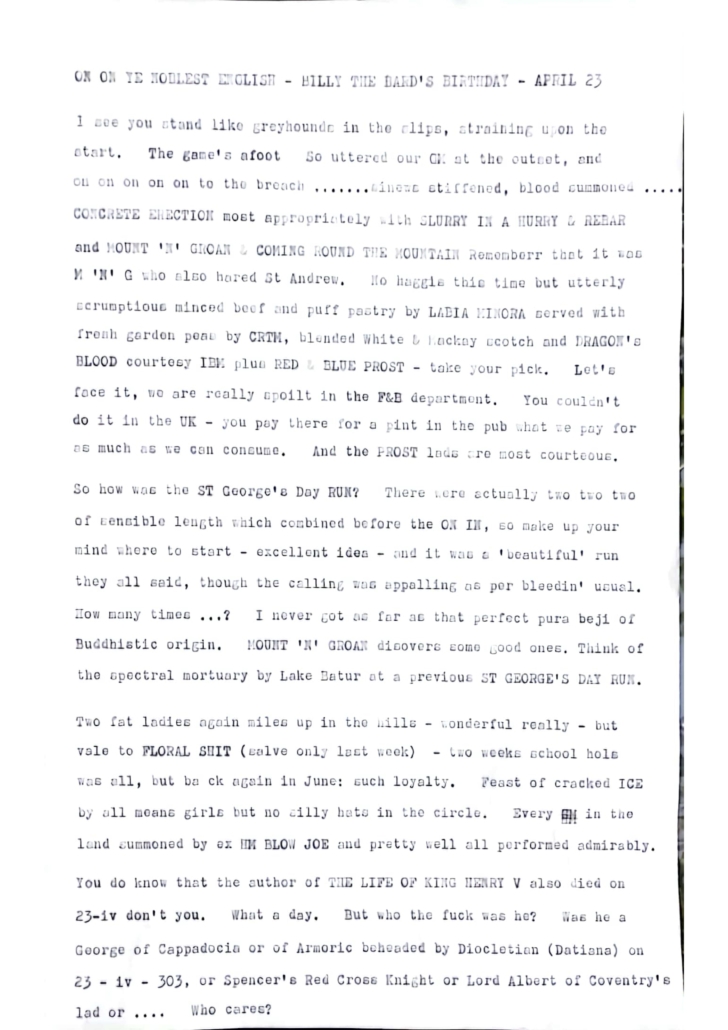 ON ON YE NOBLEST ENGLISH - BILLY THE BARD'S BIRTHDAY - APRIL 23
I see you stand like greyhounds in the slips, straining upon the
start. The game's afoot So uttered our GM at the outset, and
on on on on on to the breach .......sinews stiffened, blood summoned .....
CONCRETE ERECTION most appropriately with SLURRY IN A HURRY & REBAR
and MOUNT 'N' GROAN & COMING ROUND THE MOUNTAIN Rememberr that it was
M 'N' G who also hared St Andrew. No haggis this time but utterly
scrumptious minced beef and puff pastry by LABIA MINORA served with
fresh garden peas by CRTM, blended White & Mackay scotch and DRAGON's
BLOOD courtesy IBM plus RED & BLUE PROST - take your pick. Let's
face it, we are really spoilt in the F&B department. You couldn't
do it in the UK - you pay there for a pint in the pub what we pay for
as much as we can consume. And the PROST lads are most courteous.
So how was the ST George's Day RUN? There were actually two two two
of sensible length which combined before the ON IN, so make up your
mind where to start - excellent idea - and it was a 'beautiful' run
they all said, though the calling was appalling as per bleedin' usual.
How many times ...? I never got as far as that perfect pura beji of
Buddhistic origin. MOUNT 'N' GROAN disovers some good ones. Think of
the spectral mortuary by Lake Batur at a previous ST GEORGE'S DAY RUN.
Two fat ladies again miles up in the hills - wonderful really - but
vale to FLORAL SHIT (salve only last week) - two weeks school hols
was all, but ba ck again in June: such loyalty. Feast of cracked ICE
by all means girls but no silly hats in the circle. Every in the
land summoned by ex HM BLOW JOE and pretty well all performed admirably.
You do know that the author of THE LIFE OF KING HENRY V also died on
23-iv don't you. What a day. But who the fuck was he? Was he a
George of Cappadocia or of Armoric beheaded by Diocletian (Datiana) on
23 - iv - 303, or Spencer's Red Cross Knight or Lord Albert of Coventry's
lad or .... Who cares?